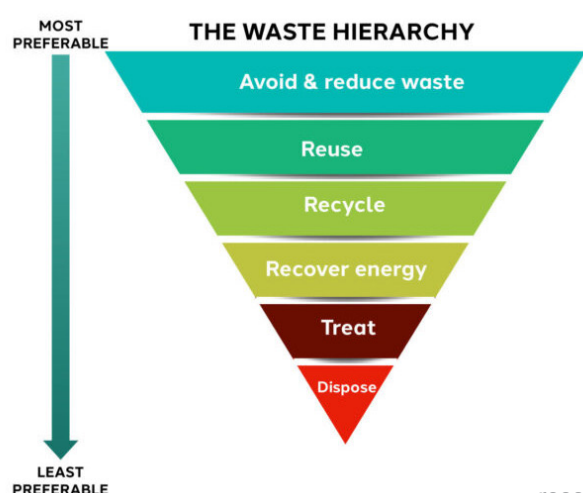 MOST
PREFERABLE
THE WASTE HIERARCHY
Avoid & reduce waste
Reuse
Recycle
Recover energy
Treat
Dispose
LEAST
PREFERABLE